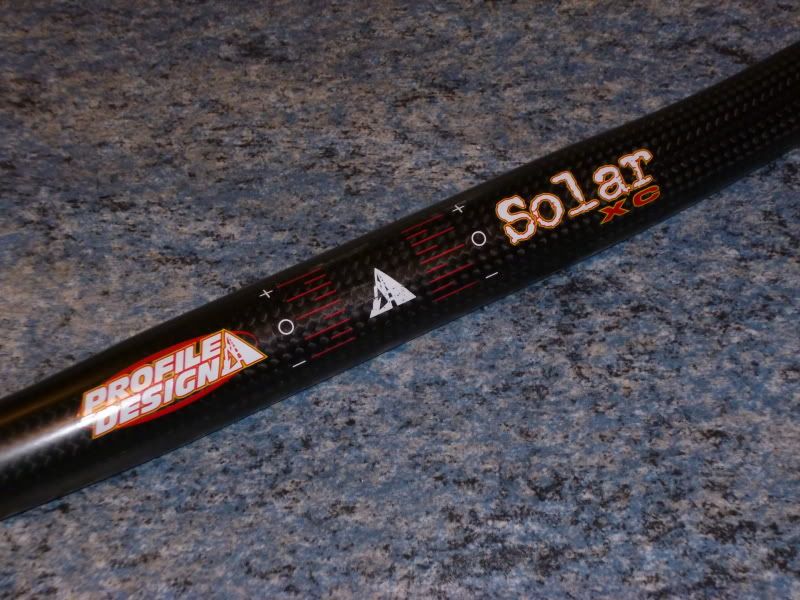 PROFILE
DESIGN
+
O
–
+
O
–
Solar
XC